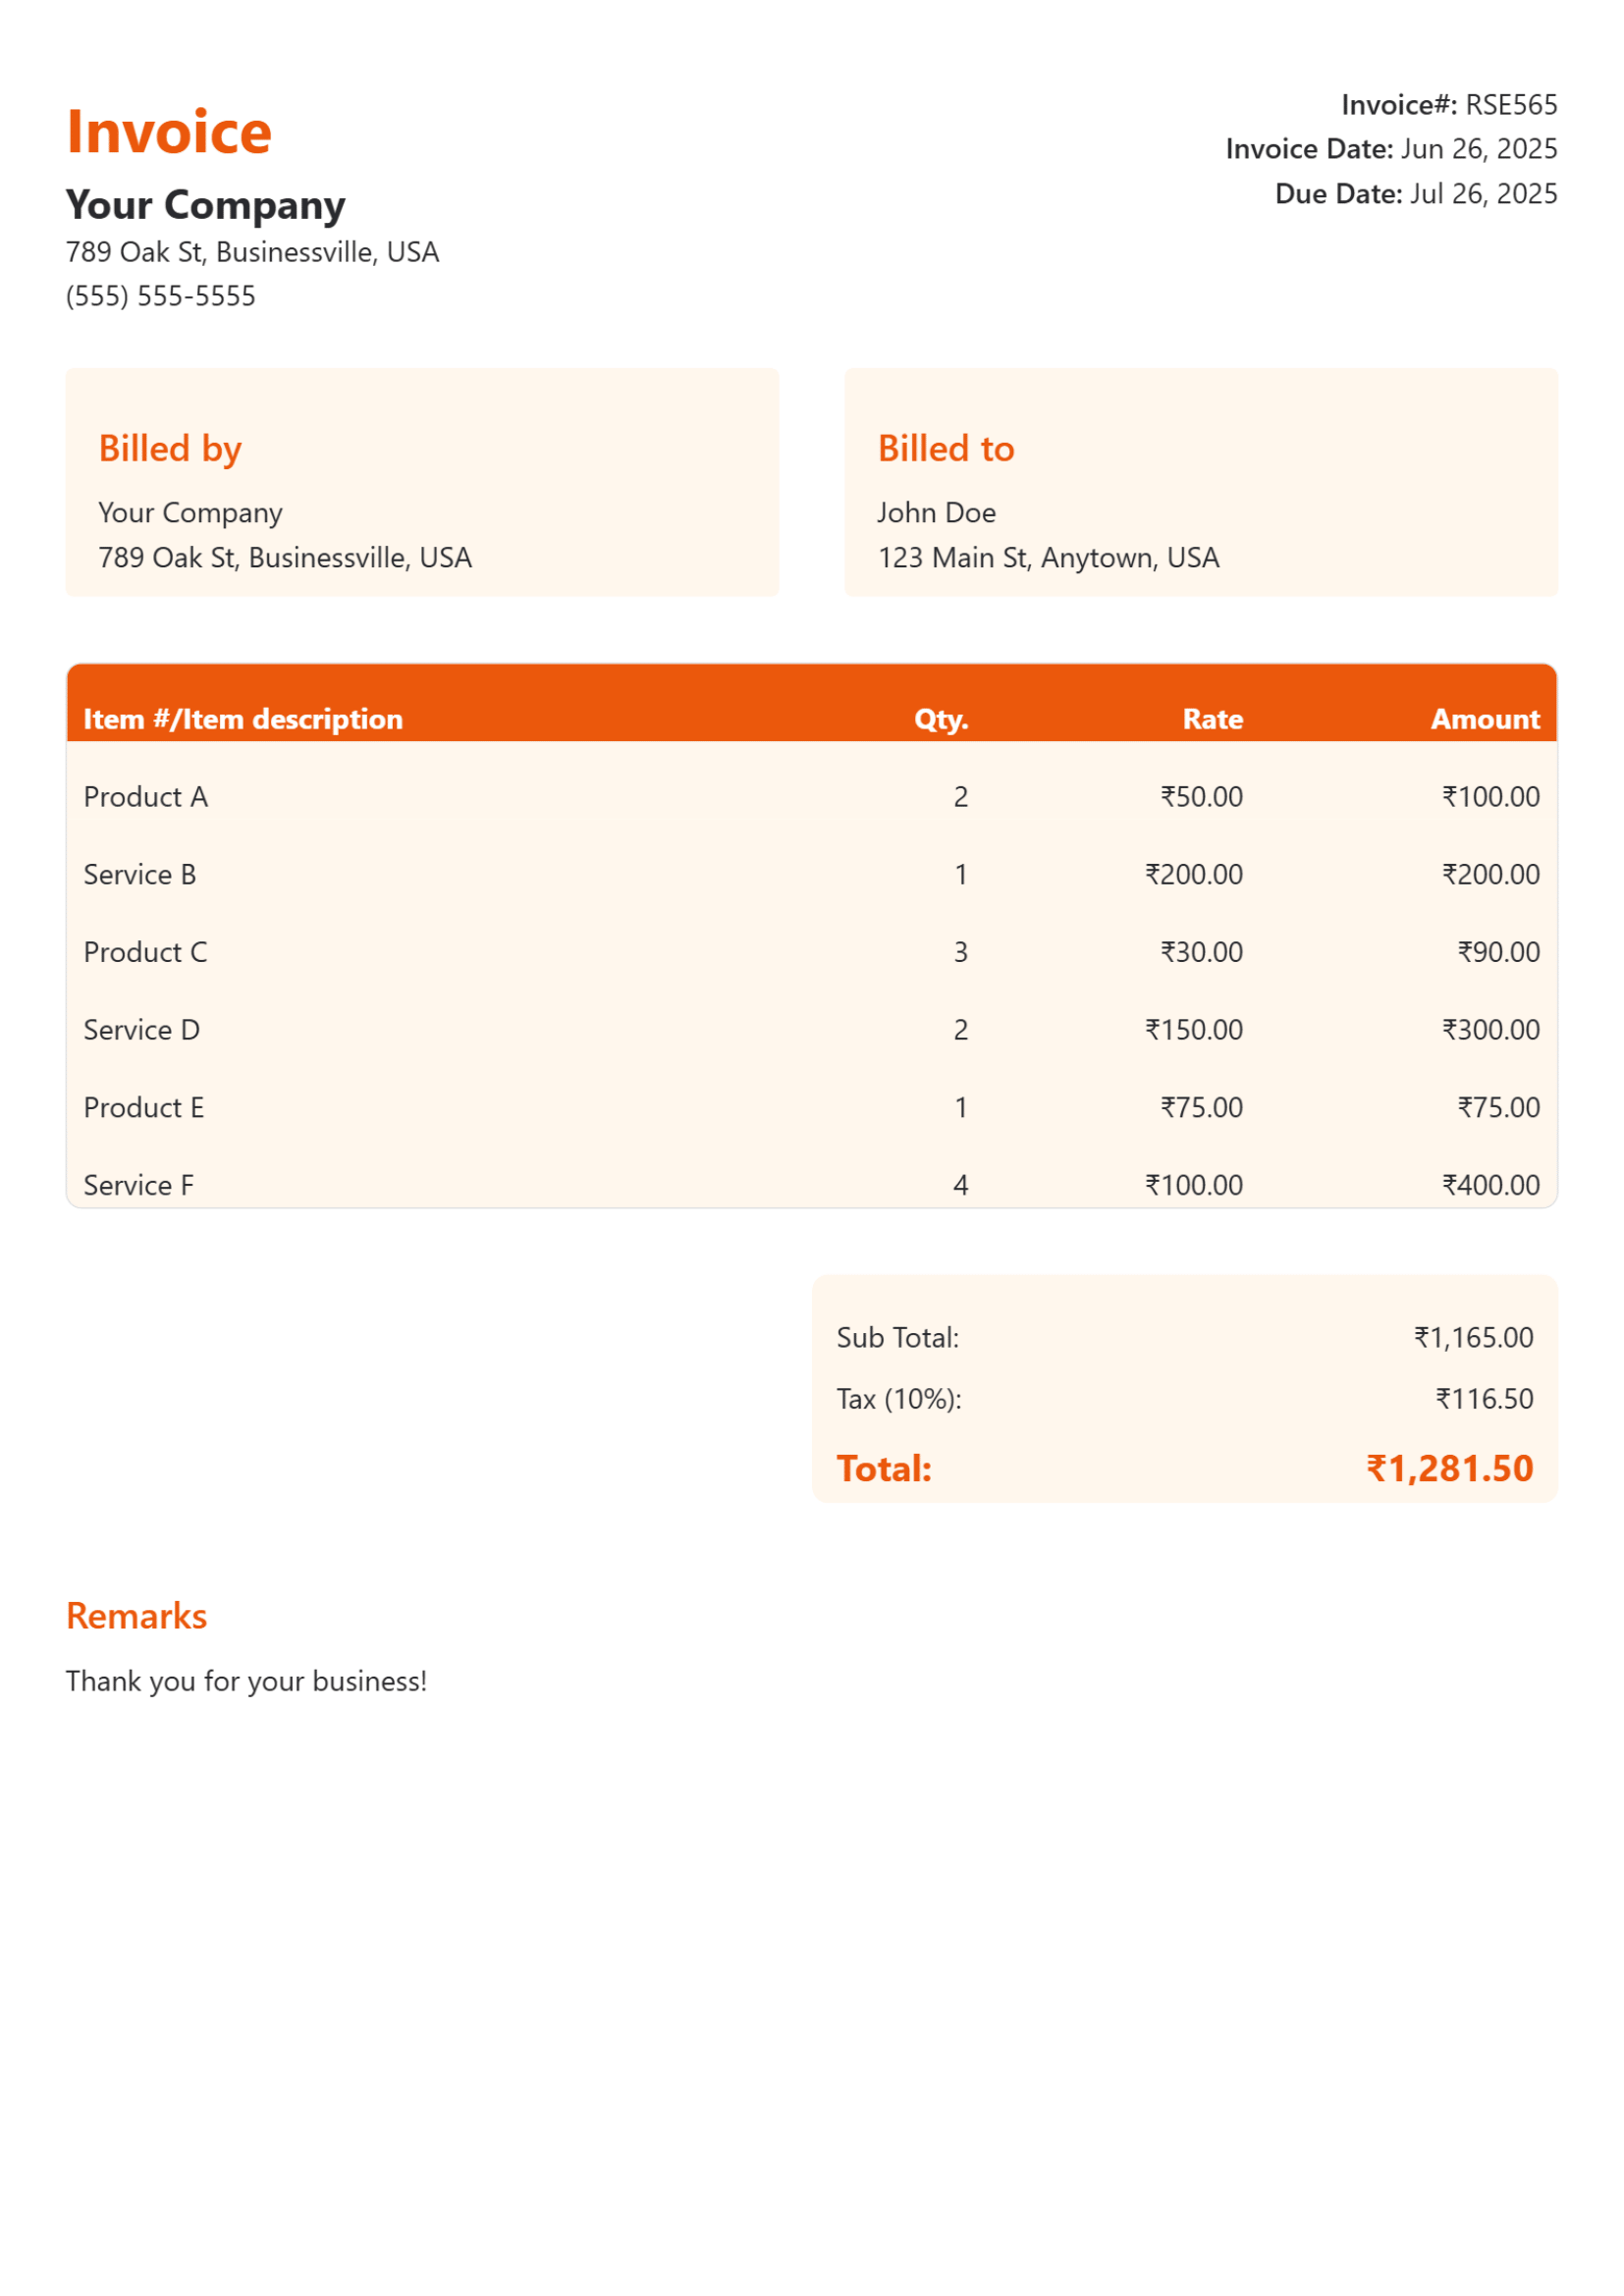 Invoice
Your Company
789 Oak St, Businessville, USA
(555) 555-5555
Invoice#: RSE565
Invoice Date: Jun 26, 2025
Due Date: Jul 26, 2025
Billed by
Your Company
789 Oak St, Businessville, USA
Billed to
John Doe
123 Main St, Anytown, USA
Item #/Item description Qty. Rate Amount
Product A 2 ₹50.00 ₹100.00
Service B 1 ₹200.00 ₹200.00
Product C 3 ₹30.00 ₹90.00
Service D 2 ₹150.00 ₹300.00
Product E 1 ₹75.00 ₹75.00
Service F 4 ₹100.00 ₹400.00
Sub Total: ₹1,165.00
Tax (10%): ₹116.50
Total: ₹1,281.50
Remarks
Thank you for your business!